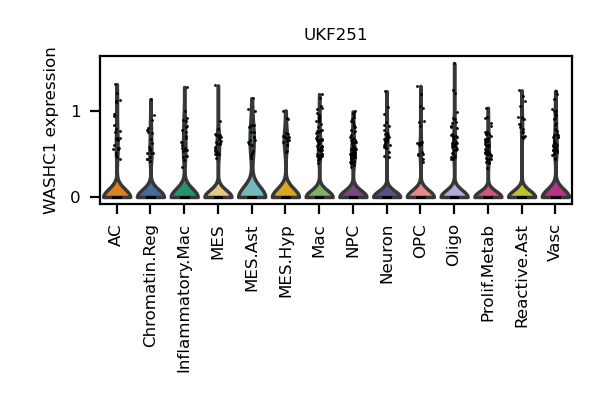 UKF251
WASHC1 expression
1
0
AC
Chromatin.Reg
Inflammatory.Mac
MES
MES.Ast
MES.Hyp
Mac
NPC
Neuron
OPC
Oligo
Prolif.Metab
Reactive.Ast
Vasc